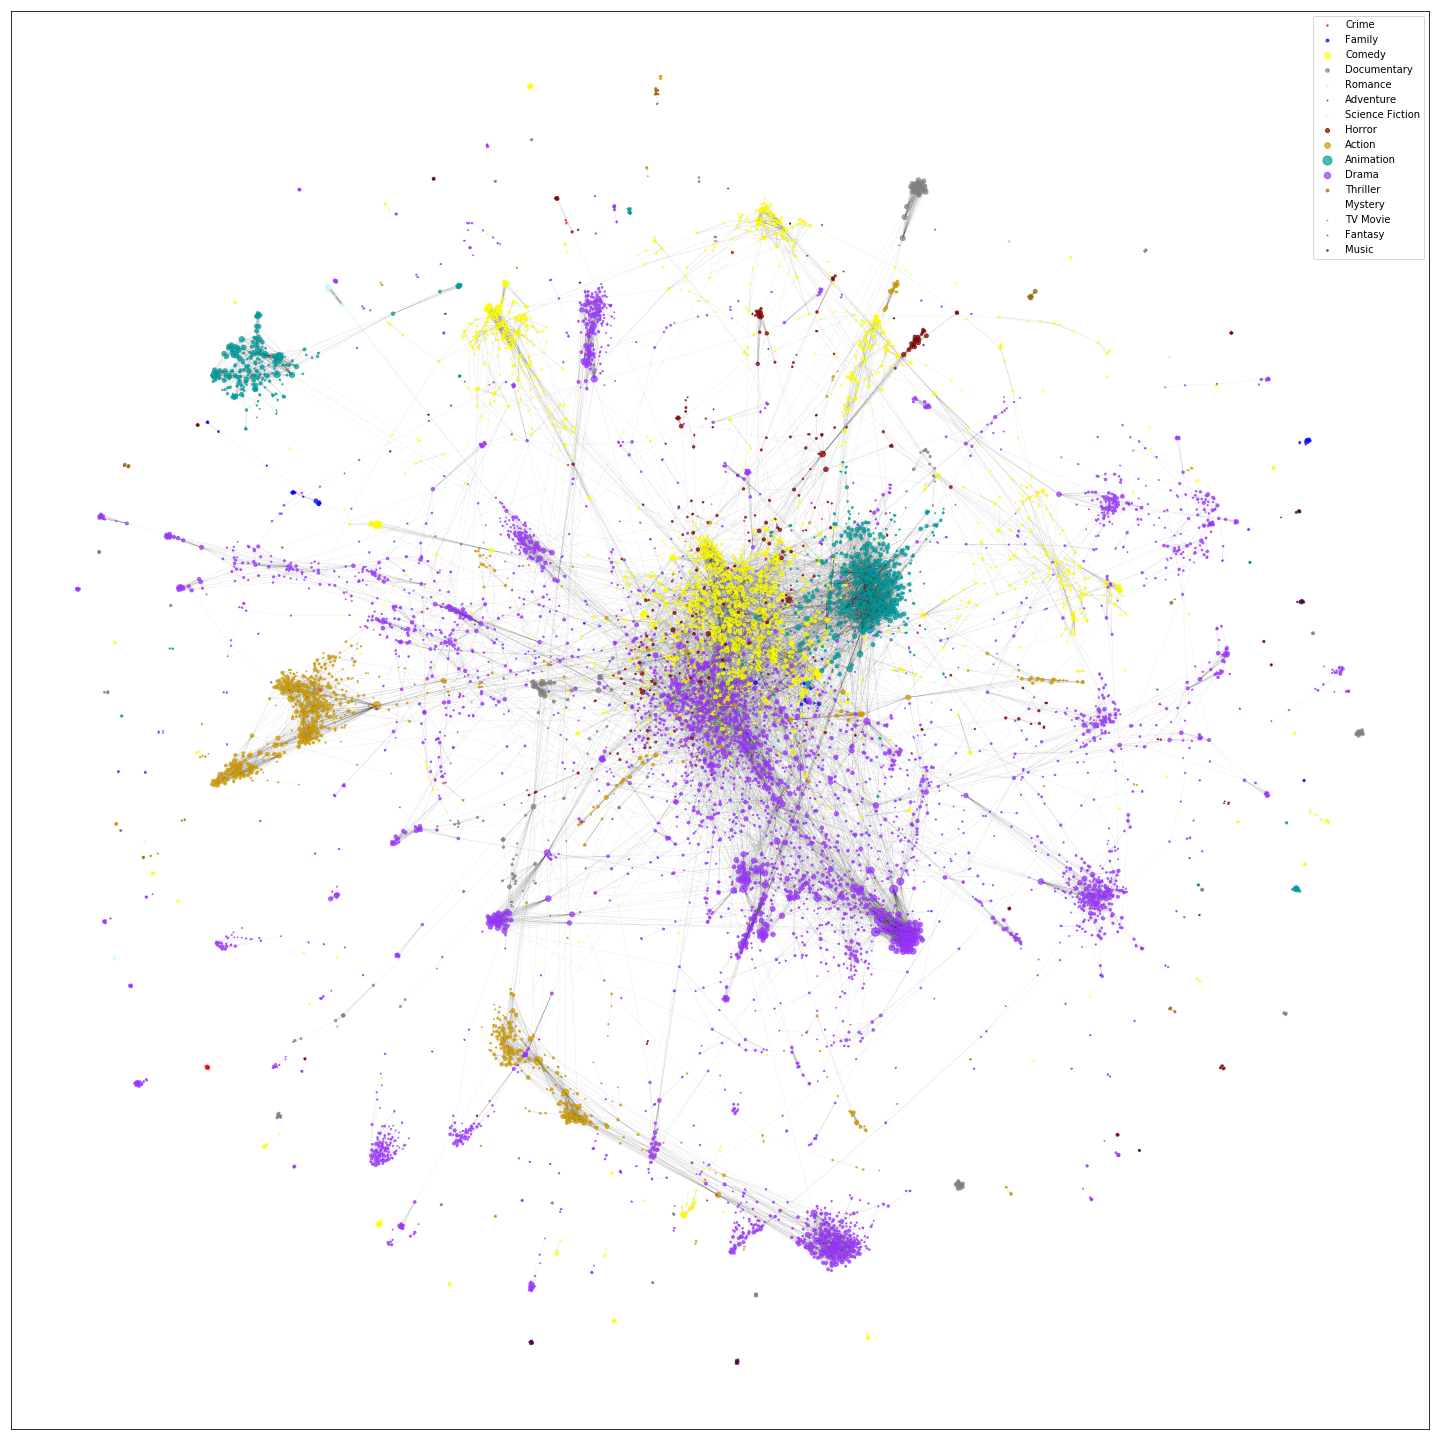 Crime
Family
Comedy
Documentary
Romance
Adventure
Science Fiction
Horror
Action
Animation
Drama
Thriller
Mystery
TV Movie
Fantasy
Music